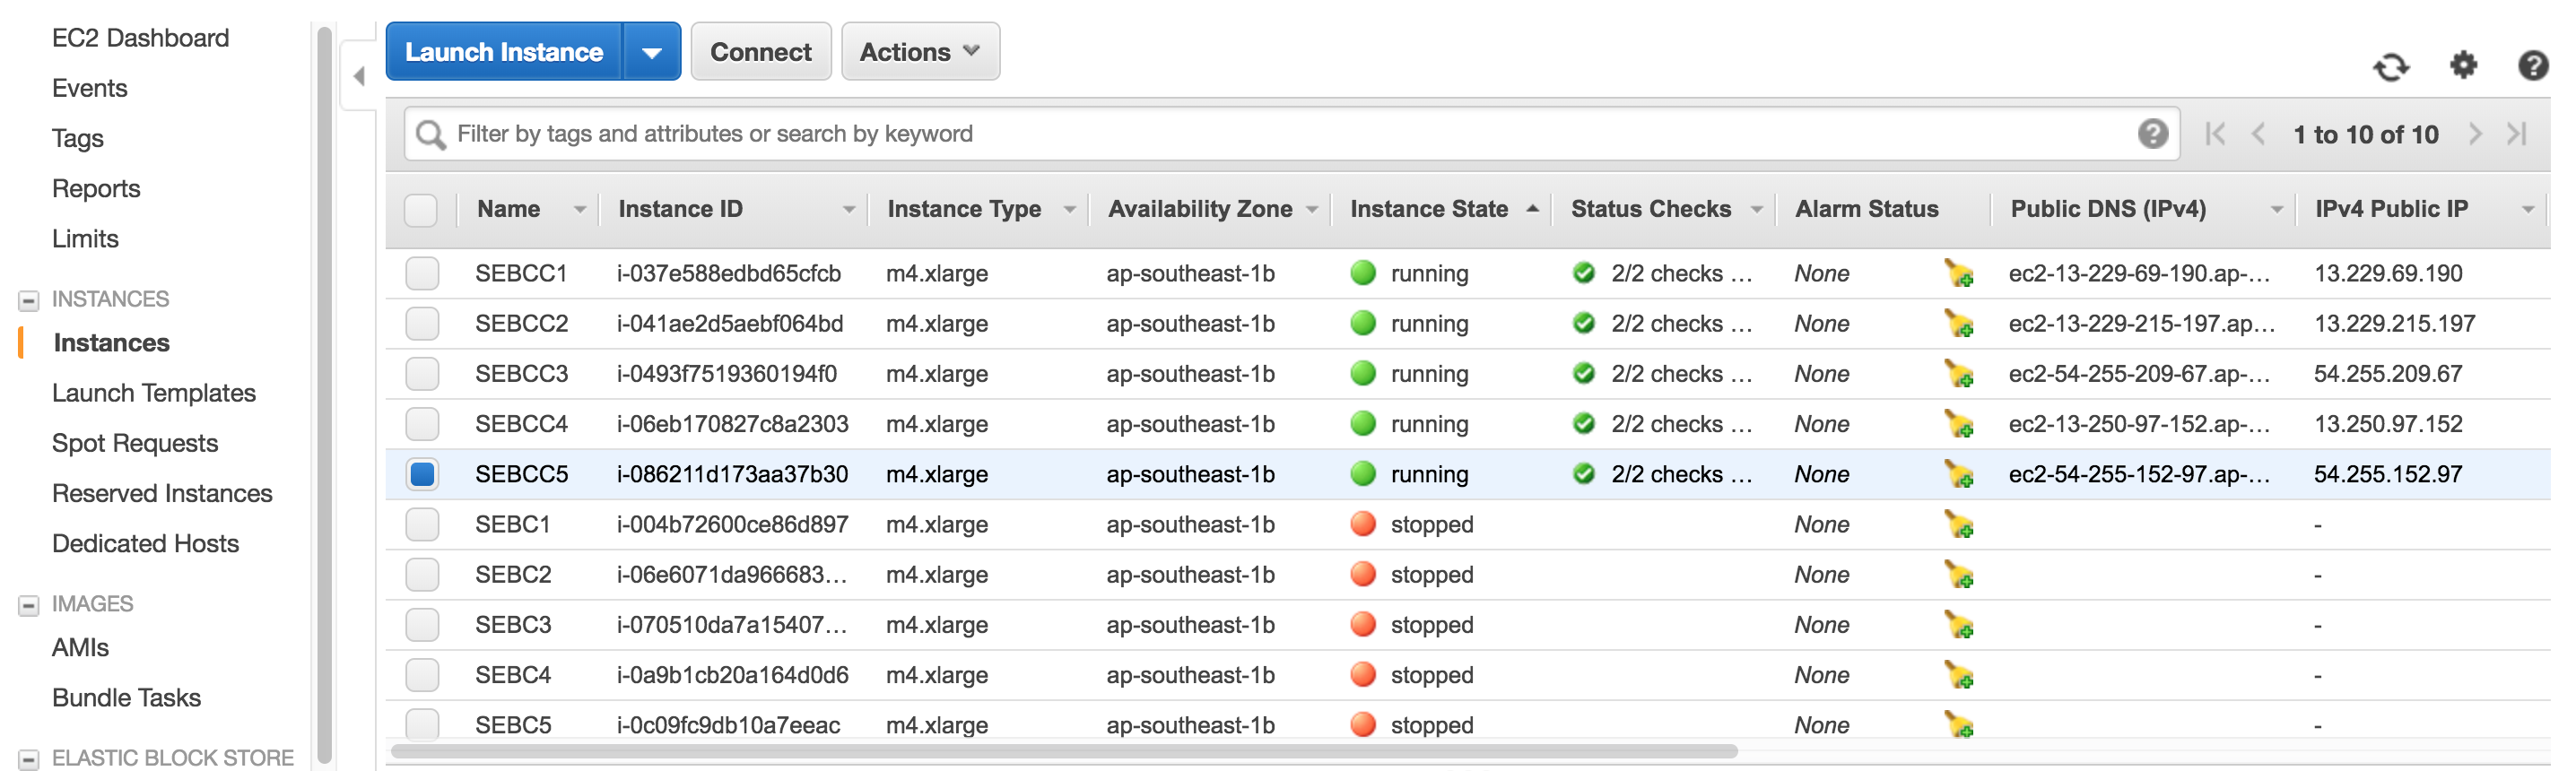 EC2 Dashboard
Events
Tags
Reports
Limits
INSTANCES
Instances
Launch Templates
Spot Requests
Reserved Instances
Dedicated Hosts
IMAGES
AMIs
Bundle Tasks
ELASTIC BLOCK STORE
Launch Instance Connect Actions
Filter by tags and attributes or search by keyword ? 1 to 10 of 10
Name Instance ID Instance Type Availability Zone Instance State Status Checks Alarm Status Public DNS (IPv4) IPv4 Public IP
SEBCC1 i-037e588edbd65cfcb m4.xlarge ap-southeast-1b running 2/2 checks ... None ec2-13-229-69-190.ap-... 13.229.69.190
SEBCC2 i-041ae2d5aebf064bd m4.xlarge ap-southeast-1b running 2/2 checks ... None ec2-13-229-215-197.ap... 13.229.215.197
SEBCC3 i-0493f7519360194f0 m4.xlarge ap-southeast-1b running 2/2 checks ... None ec2-54-255-209-67.ap-... 54.255.209.67
SEBCC4 i-06eb170827c8a2303 m4.xlarge ap-southeast-1b running 2/2 checks ... None ec2-13-250-97-152.ap-... 13.250.97.152
SEBCC5 i-086211d173aa37b30 m4.xlarge ap-southeast-1b running 2/2 checks ... None ec2-54-255-152-97.ap-... 54.255.152.97
SEBC1 i-004b72600ce86d897 m4.xlarge ap-southeast-1b stopped None -
SEBC2 i-06e6071da966683... m4.xlarge ap-southeast-1b stopped None -
SEBC3 i-070510da7a15407... m4.xlarge ap-southeast-1b stopped None -
SEBC4 i-0a9b1cb20a164d0d6 m4.xlarge ap-southeast-1b stopped None -
SEBC5 i-0c09fc9db10a7eeac m4.xlarge ap-southeast-1b stopped None -